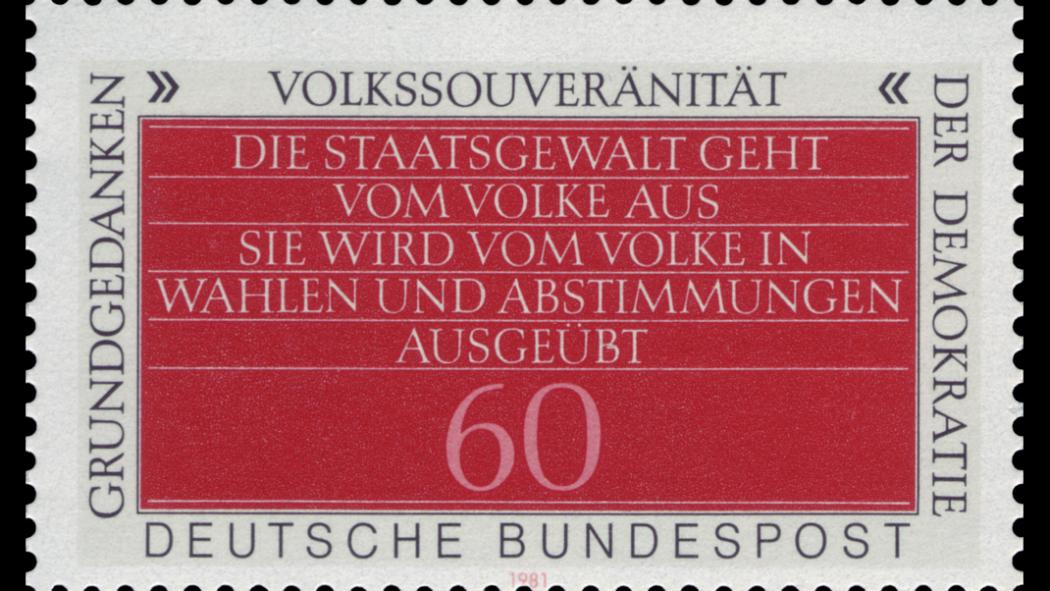 » VOLKSSOUVERÄNITÄT «
GRUNDGEDANKEN
DER DEMOKRATIE
DIE STAATSGEWALT GEHT
VOM VOLKE AUS
SIE WIRD VOM VOLKE IN
WAHLEN UND ABSTIMMUNGEN
AUSGEÜBT
60
DEUTSCHE BUNDESPOST
1981